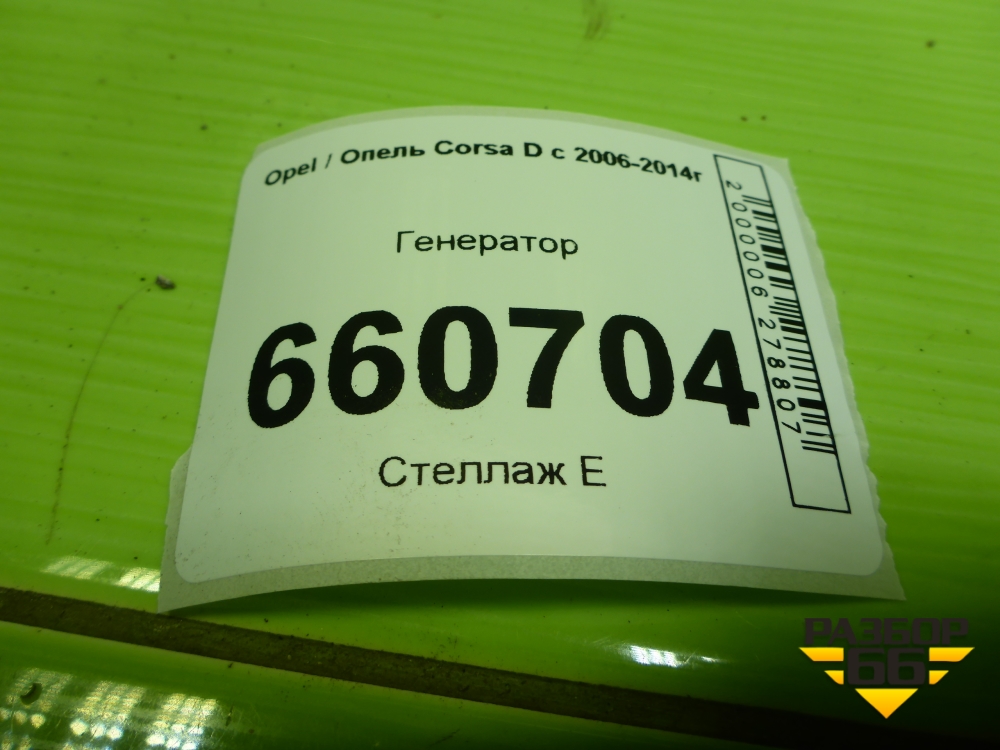 Opel / Опель Corsa D с 2006-2014г
Генератор
660704
Стеллаж Е
2000006278807
РАЗБОР
66